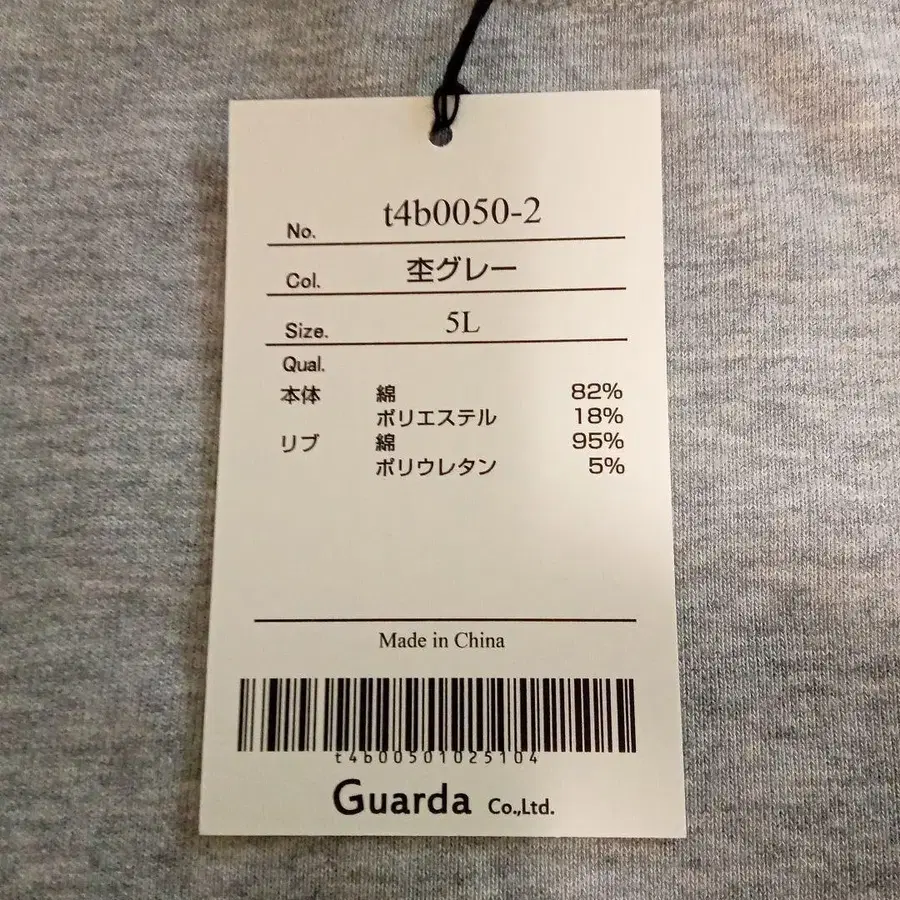 No. t4b0050-2
Col. 杢グレー
Size. 5L
Qual.
本体 綿 82%
ポリエステル 18%
リブ 綿 95%
ポリウレタン 5%
Made in China
t4b00501025104
Guarda Co.,Ltd.